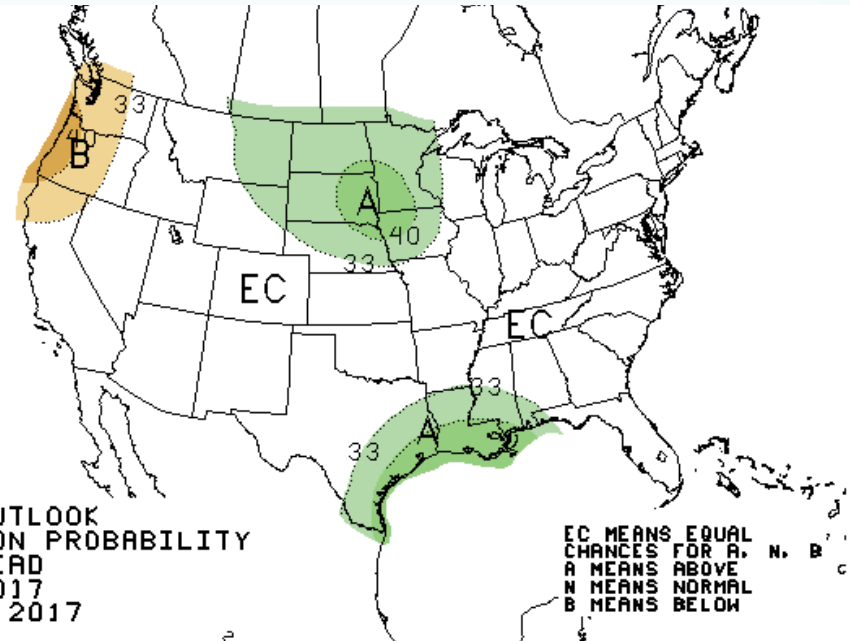 33
40
B
A
40
33
EC
EC
33
A
33
UTLOOK
ON PROBABILITY
EAD
017
2017
EC MEANS EQUAL
CHANCES FOR A, N, B
A MEANS ABOVE
N MEANS NORMAL
B MEANS BELOW